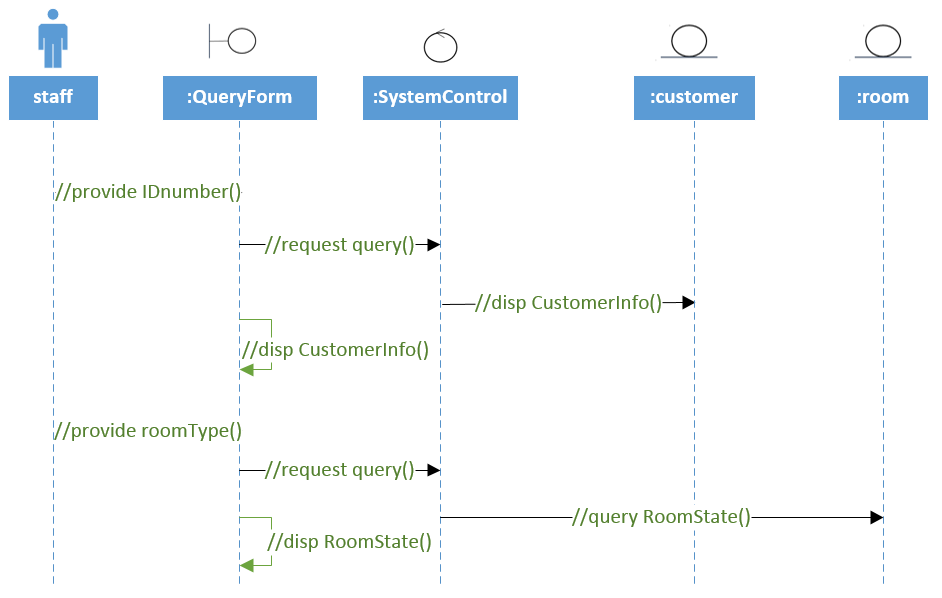 staff
:QueryForm
:SystemControl
:customer
:room
//provide IDnumber()
//request query()
//disp CustomerInfo()
//disp CustomerInfo()
//provide roomType()
//request query()
//query RoomState()
//disp RoomState()